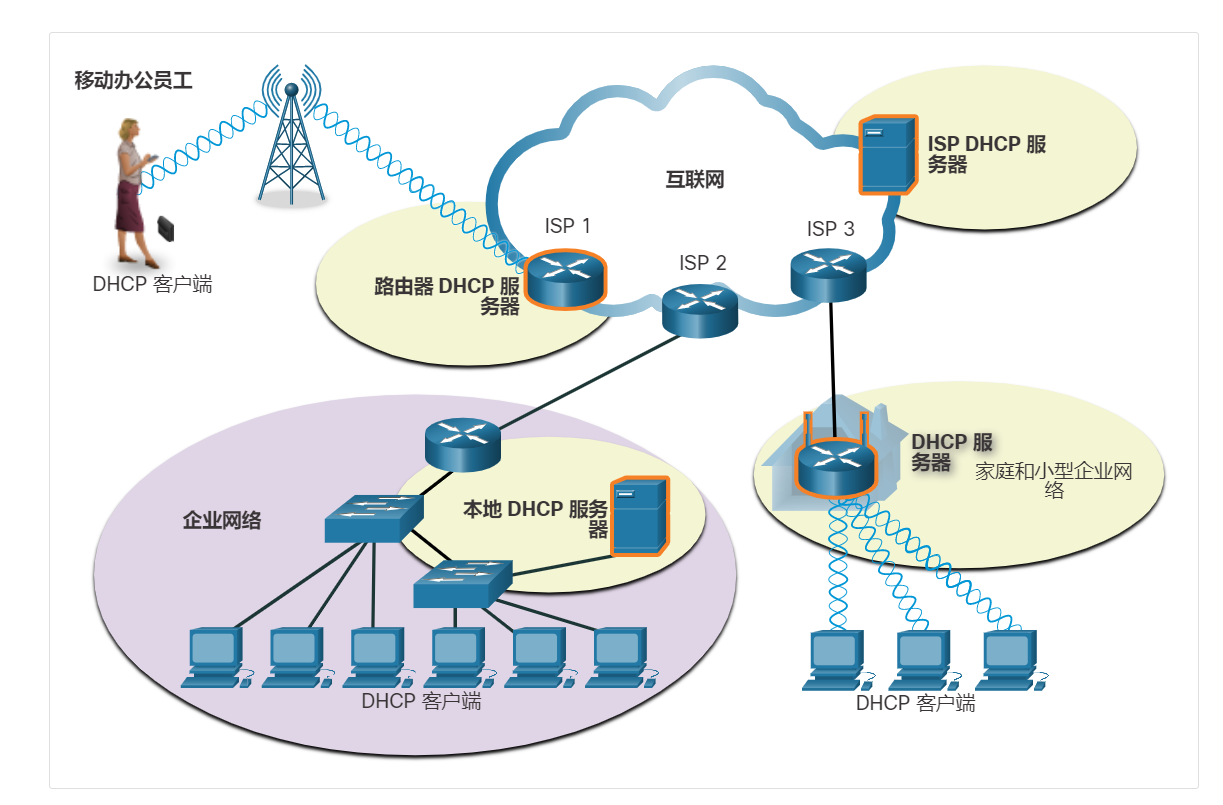 移动办公员工
DHCP 客户端
互联网
ISP DHCP 服
务器
ISP 1
ISP 2
ISP 3
路由器 DHCP 服
务器
企业网络
本地 DHCP 服务
器
DHCP 客户端
DHCP 服
务器
家庭和小型企业网
络
DHCP 客户端